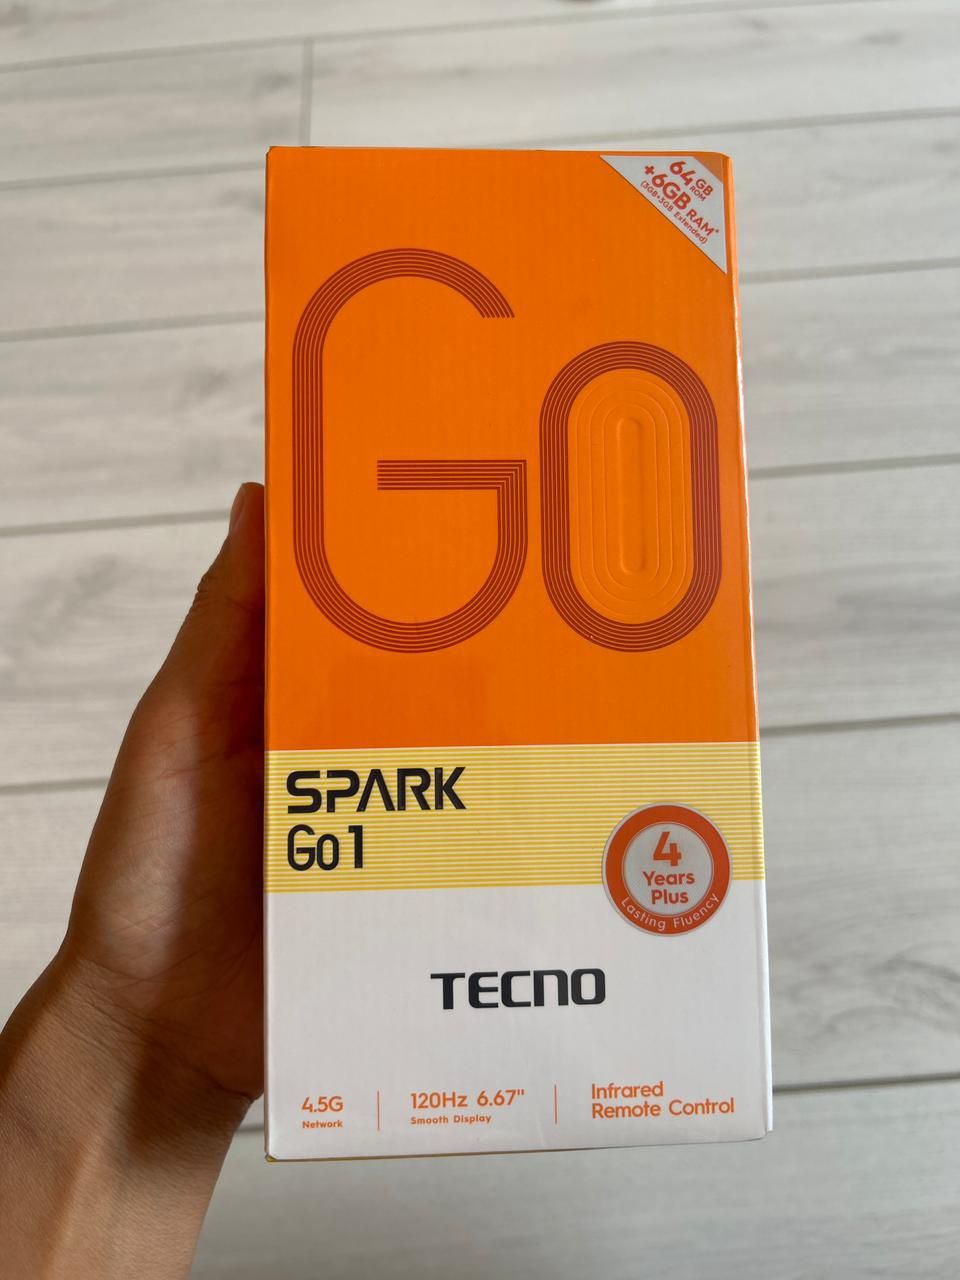 64GB ROM
+6GB RAM*
(3GB+3GB Extended)
Go
SPARK
Go 1
4
Years
Plus
Lasting Fluency
TECNO
4.5G
Network
120Hz 6.67"
Smooth Display
Infrared
Remote Control